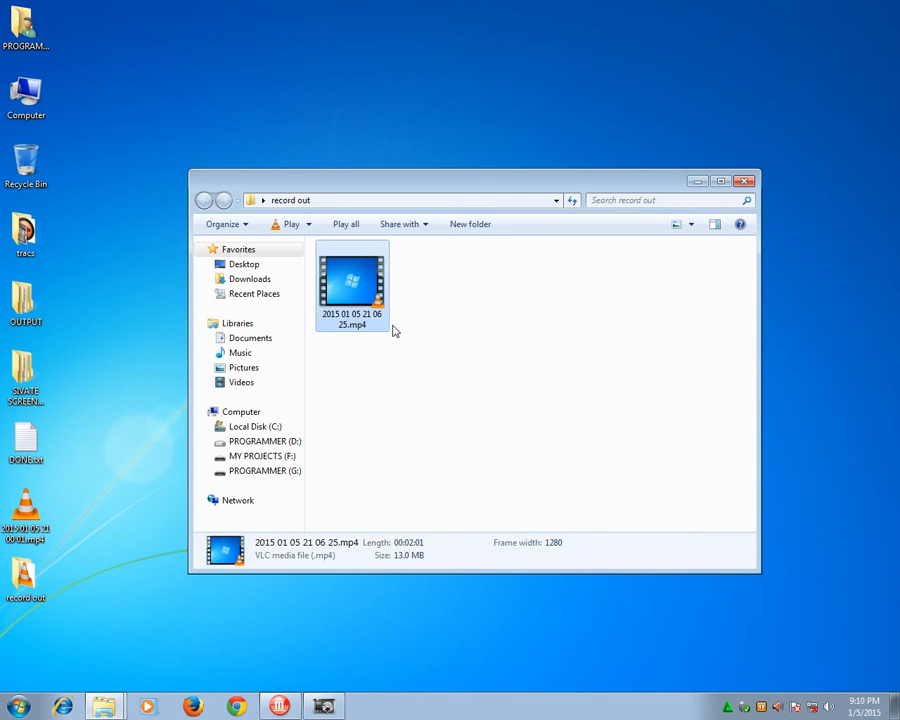 PROGRAM...
Computer
Recycle Bin
tracs
OUTPUT
SIVATE
SCREEN...
DONE.txt
2015 01 05 21
00 01.mp4
record out
record out
Search record out
Organize
Play
Play all
Share with
New folder
Favorites
Desktop
Downloads
Recent Places
Libraries
Documents
Music
Pictures
Videos
Computer
Local Disk (C:)
PROGRAMMER (D:)
MY PROJECTS (F:)
PROGRAMMER (G:)
Network
2015 01 05 21 06
25.mp4
2015 01 05 21 06 25.mp4 Length: 00:02:01 Frame width: 1280
VLC media file (.mp4) Size: 13.0 MB
9:10 PM
1/5/2015